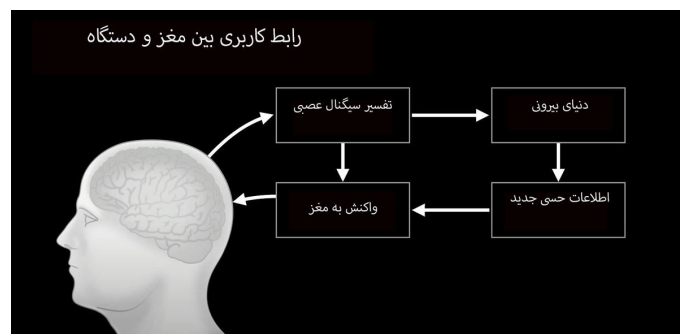 رابط کاربری بین مغز و دستگاه
تفسیر سیگنال عصبی
دنیای بیرونی
واکنش به مغز
اطلاعات حسی جدید